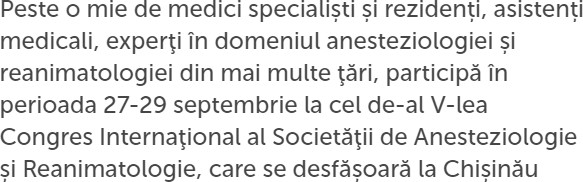 Peste o mie de medici specialiști și rezidenți, asistenți
medicali, experţi în domeniul anesteziologiei și
reanimatologiei din mai multe ţări, participă în
perioada 27-29 septembrie la cel de-al V-lea
Congres Internaţional al Societăţii de Anesteziologie
și Reanimatologie, care se desfășoară la Chișinău